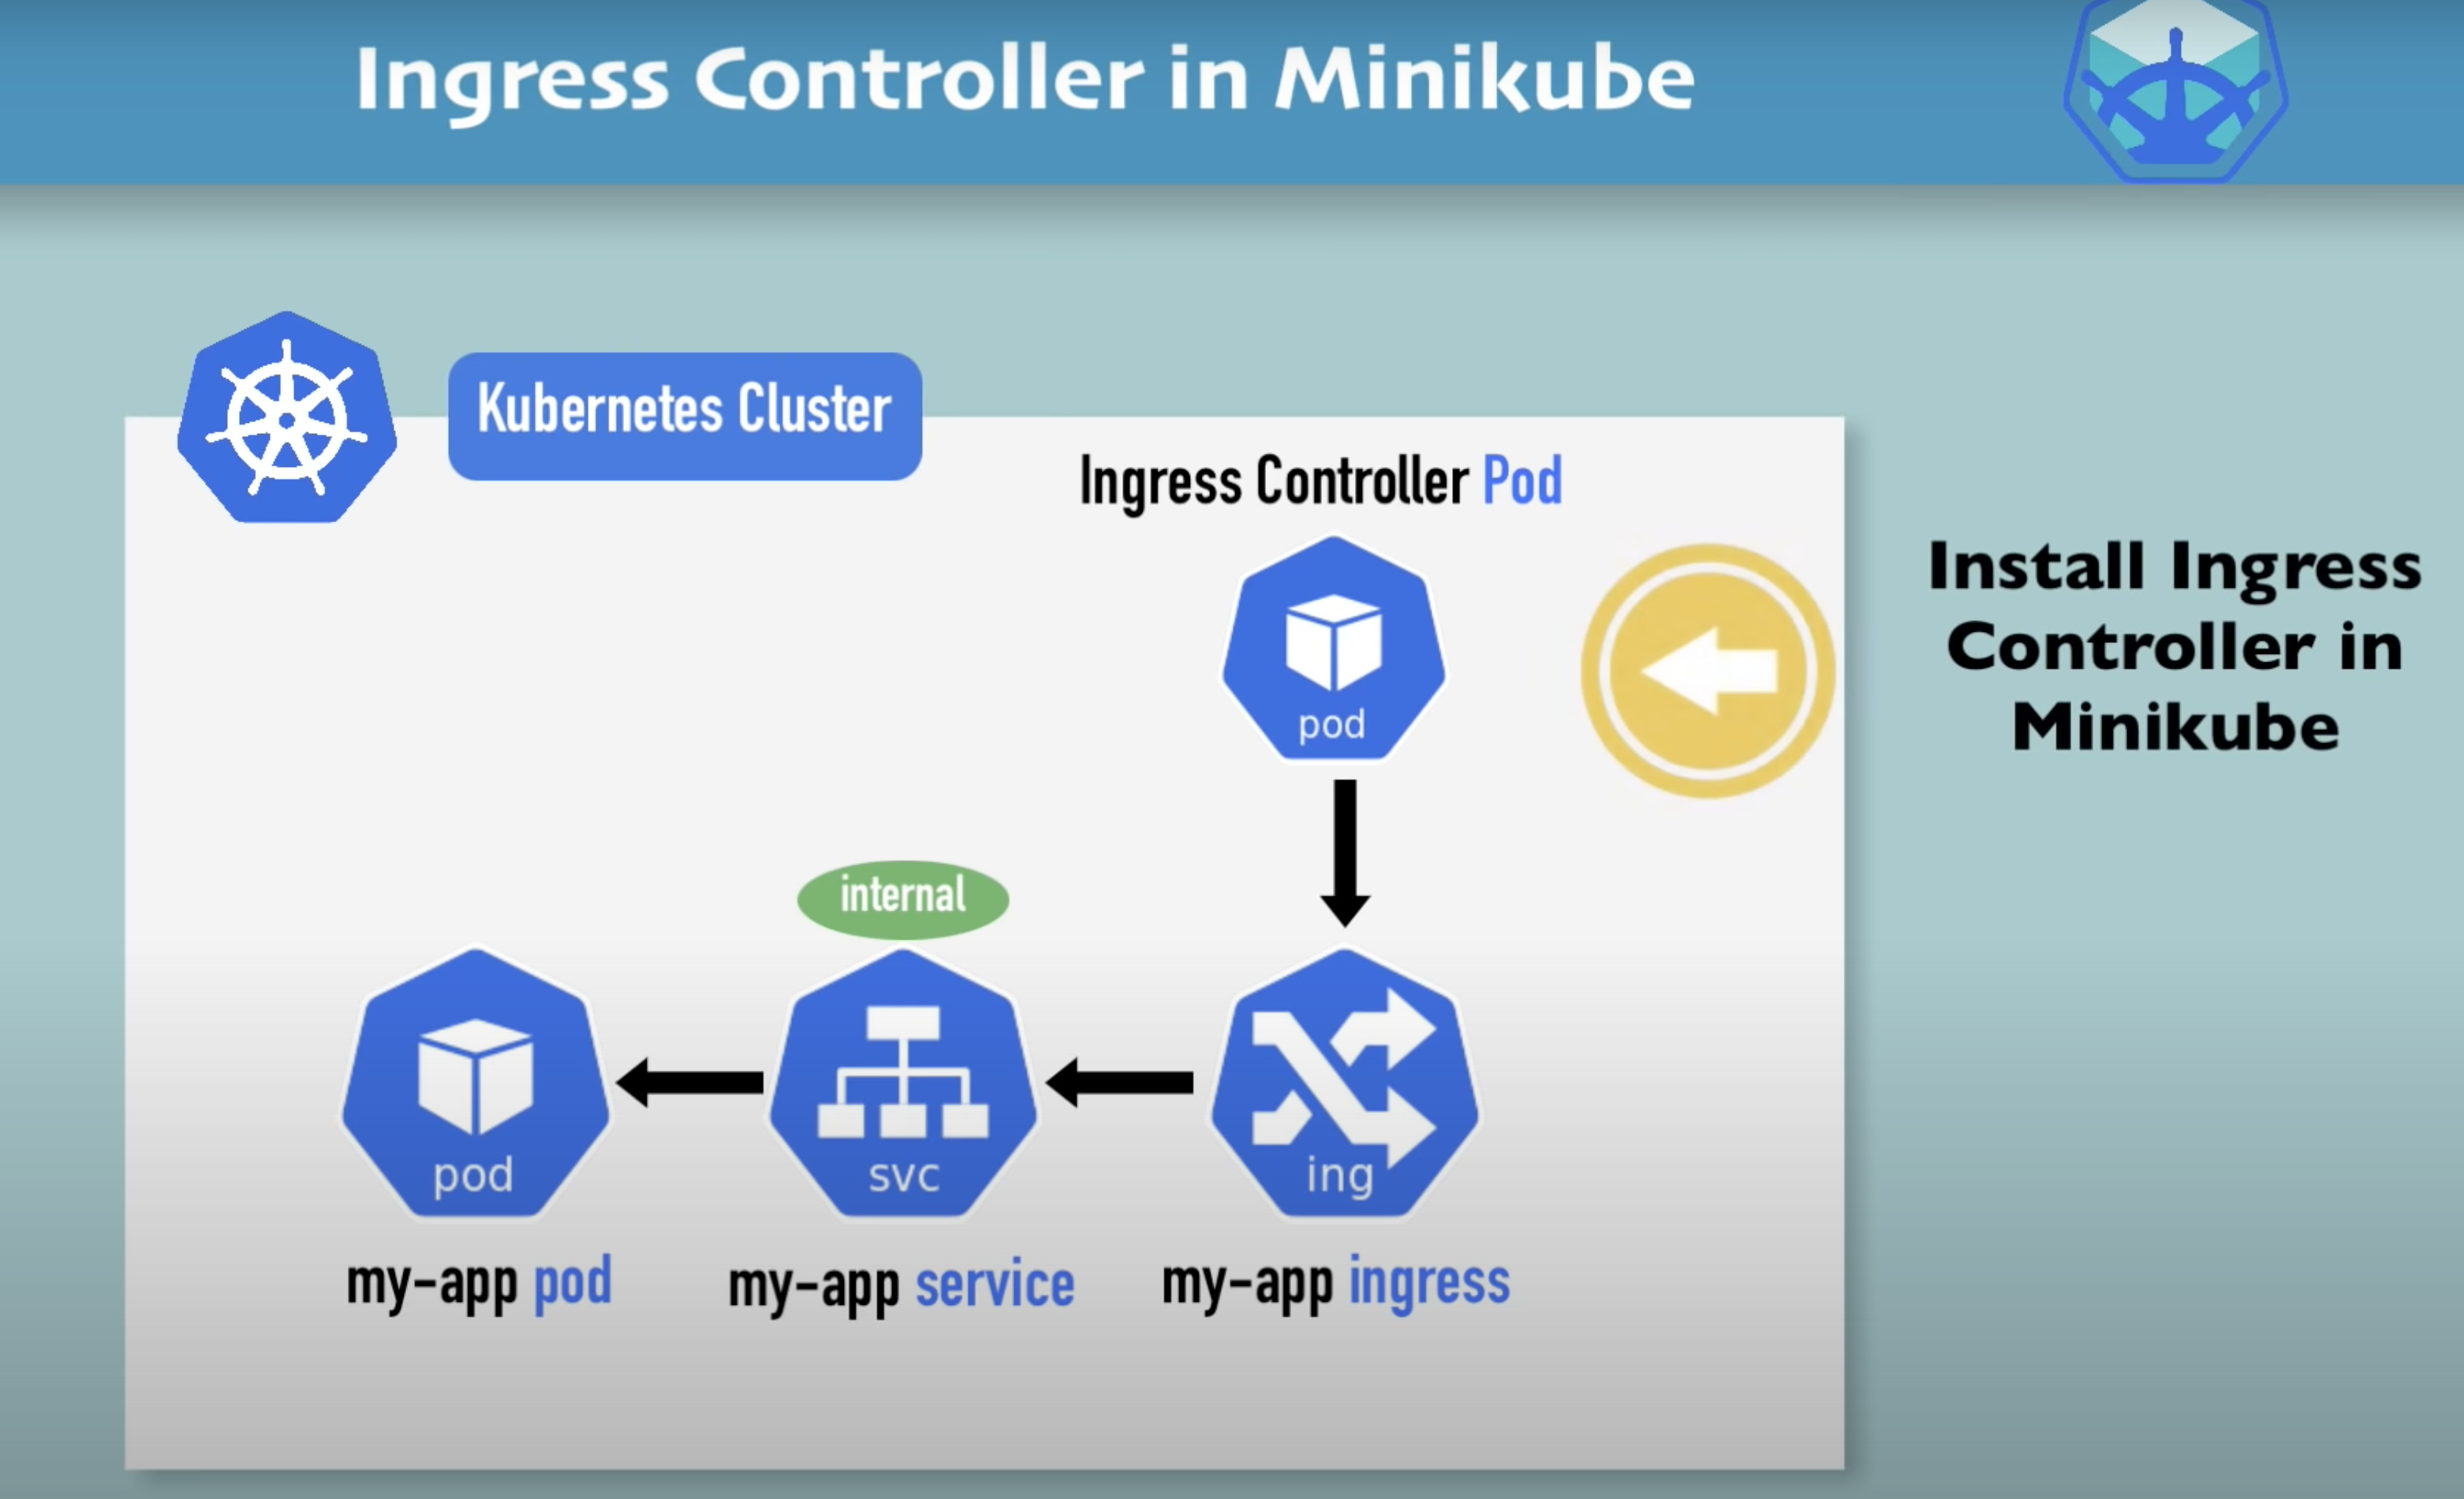 Ingress Controller in Minikube
Kubernetes Cluster
Ingress Controller Pod
pod
Install Ingress
Controller in
Minikube
internal
pod
svc
ing
my-app pod
my-app service
my-app ingress